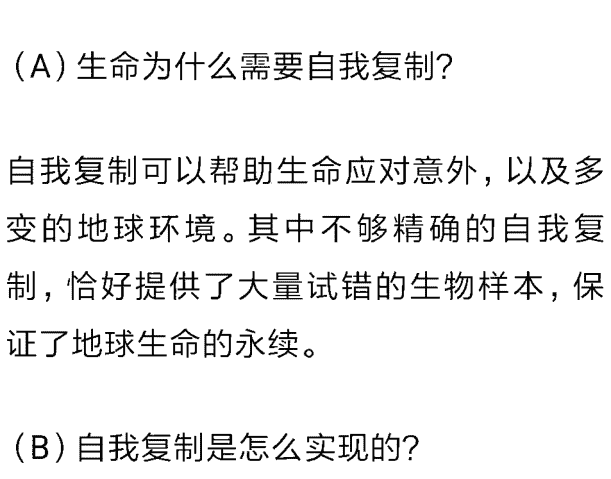 (A)生命为什么需要自我复制?
自我复制可以帮助生命应对意外，以及多
变的地球环境。其中不够精确的自我复
制，恰好提供了大量试错的生物样本，保
证了地球生命的永续。
(B)自我复制是怎么实现的?